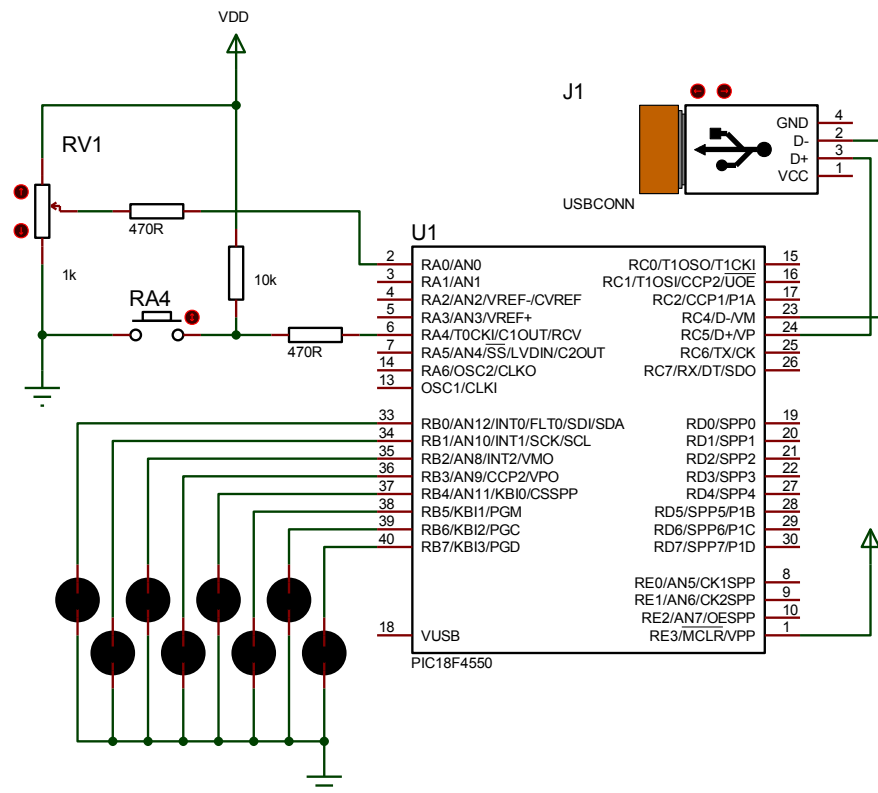 VDD
J1
RV1
GND 4
D- 2
D+ 3
VCC 1
USBCONN
470R
U1
1k
10k
RA4
470R
2 RA0/AN0
3 RA1/AN1
4 RA2/AN2/VREF-/CVREF
5 RA3/AN3/VREF+
6 RA4/T0CKI/C1OUT/RCV
7 RA5/AN4/SS/LVDIN/C2OUT
14 RA6/OSC2/CLKO
13 OSC1/CLKI
33 RB0/AN12/INT0/FLT0/SDI/SDA
34 RB1/AN10/INT1/SCK/SCL
35 RB2/AN8/INT2/VMO
36 RB3/AN9/CCP2/VPO
37 RB4/AN11/KBI0/CSSPP
38 RB5/KBI1/PGM
39 RB6/KBI2/PGC
40 RB7/KBI3/PGD
18 VUSB
RC0/T1OSO/T1CKI 15
RC1/T1OSI/CCP2/UOE 16
RC2/CCP1/P1A 17
RC4/D-/VM 23
RC5/D+/VP 24
RC6/TX/CK 25
RC7/RX/DT/SDO 26
RD0/SPP0 19
RD1/SPP1 20
RD2/SPP2 21
RD3/SPP3 22
RD4/SPP4 27
RD5/SPP5/P1B 28
RD6/SPP6/P1C 29
RD7/SPP7/P1D 30
RE0/AN5/CK1SPP 8
RE1/AN6/CK2SPP 9
RE2/AN7/OESPP 10
RE3/MCLR/VPP 1
PIC18F4550